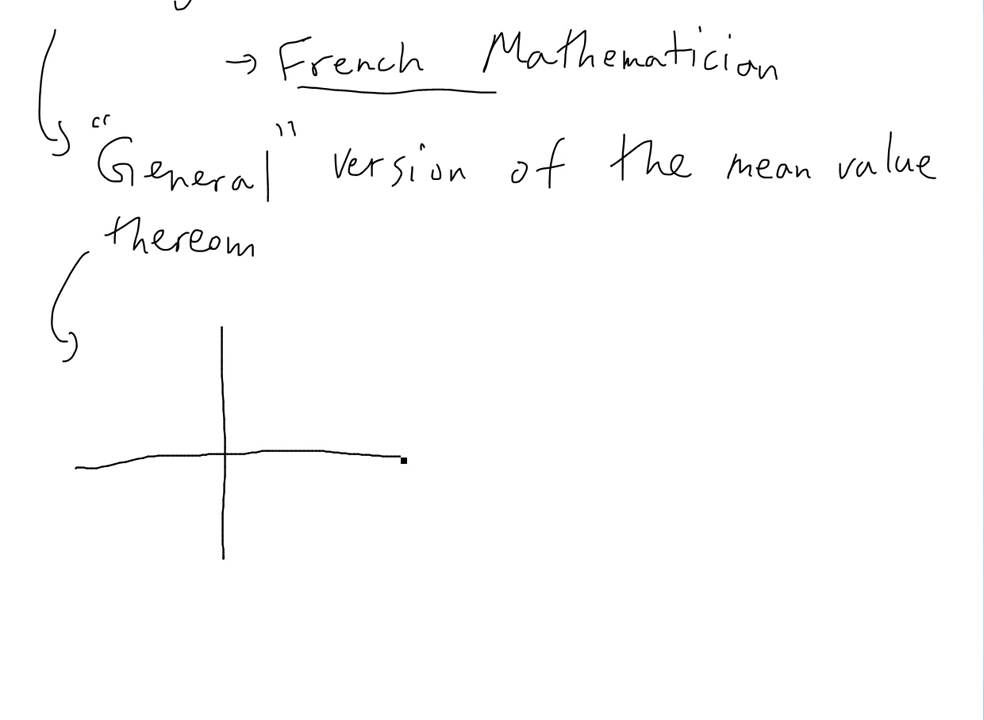 → French Mathematician
"General" version of the mean value
thereom